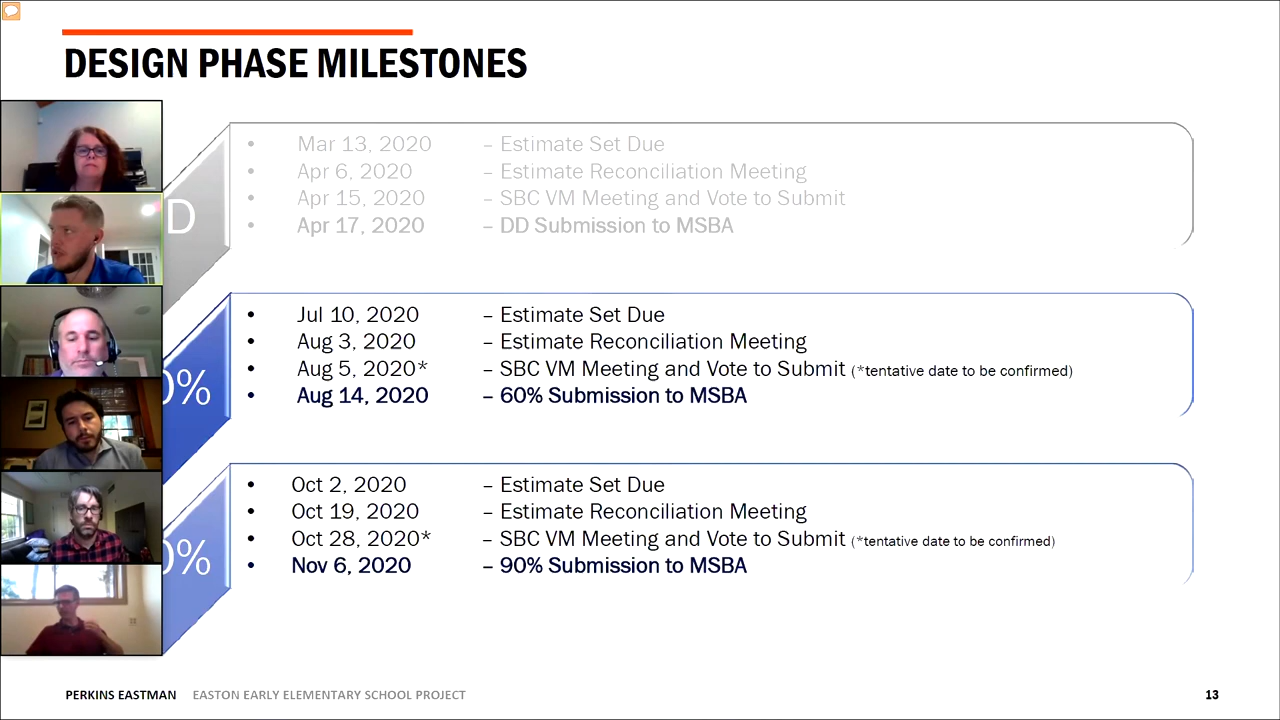 DESIGN PHASE MILESTONES
D
• Mar 13, 2020 – Estimate Set Due
• Apr 6, 2020 – Estimate Reconciliation Meeting
• Apr 15, 2020 – SBC VM Meeting and Vote to Submit
• Apr 17, 2020 – DD Submission to MSBA
0%
• Jul 10, 2020 – Estimate Set Due
• Aug 3, 2020 – Estimate Reconciliation Meeting
• Aug 5, 2020* – SBC VM Meeting and Vote to Submit (*tentative date to be confirmed)
• Aug 14, 2020 – 60% Submission to MSBA
0%
• Oct 2, 2020 – Estimate Set Due
• Oct 19, 2020 – Estimate Reconciliation Meeting
• Oct 28, 2020* – SBC VM Meeting and Vote to Submit (*tentative date to be confirmed)
• Nov 6, 2020 – 90% Submission to MSBA
PERKINS EASTMAN EASTON EARLY ELEMENTARY SCHOOL PROJECT 13